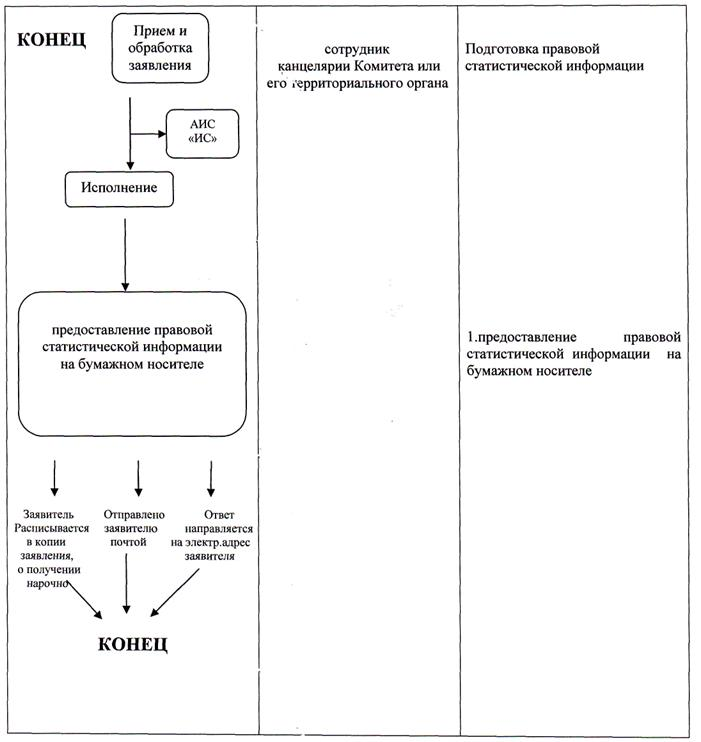 КОНЕЦ
Прием и
обработка
заявления
АИС
«ИС»
Исполнение
предоставление правовой
статистической информации
на бумажном носителе
Заявитель
Расписывается
в копии
заявления,
о получении
нарочно
Отправлено
заявителю
почтой
Ответ
направляется
на электр.адрес
заявителя
КОНЕЦ
сотрудник
канцелярии Комитета или
его территориального органа
Подготовка правовой
статистической информации
1.предоставление правовой
статистической информации на
бумажном носителе